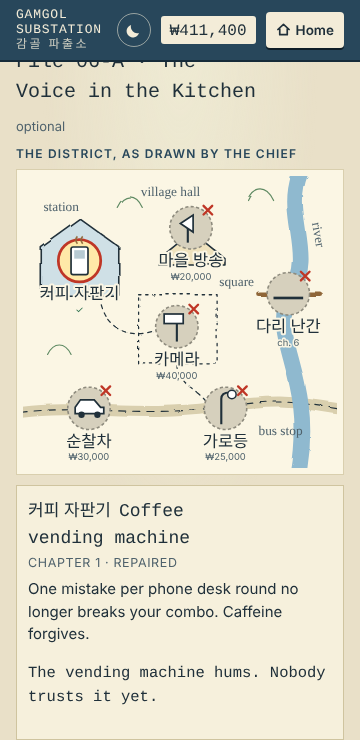 GAMGOL
SUBSTATION
감골 파출소
₩411,400
Home
File 06-A · The
Voice in the Kitchen
optional
THE DISTRICT, AS DRAWN BY THE CHIEF
village hall
station
마을 방송
₩20,000
river
square
커피 자판기
✓
다리 난간
ch. 6
카메라
₩40,000
순찰차
₩30,000
가로등
₩25,000
bus stop
커피 자판기 Coffee
vending machine
CHAPTER 1 · REPAIRED
One mistake per phone desk round no
longer breaks your combo. Caffeine
forgives.
The vending machine hums. Nobody
trusts it yet.